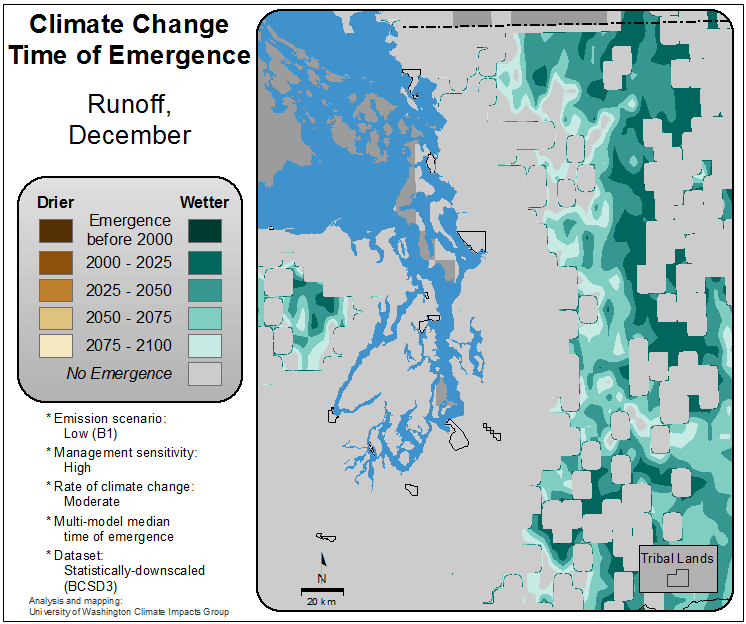 Climate Change
Time of Emergence
Runoff,
December
Drier Wetter
Emergence
before 2000
2000 - 2025
2025 - 2050
2050 - 2075
2075 - 2100
No Emergence
* Emission scenario:
Low (B1)
* Management sensitivity:
High
* Rate of climate change:
Moderate
* Multi-model median
time of emergence
* Dataset:
Statistically-downscaled
(BCSD3)
Analysis and mapping:
University of Washington Climate Impacts Group
N
20 km
Tribal Lands